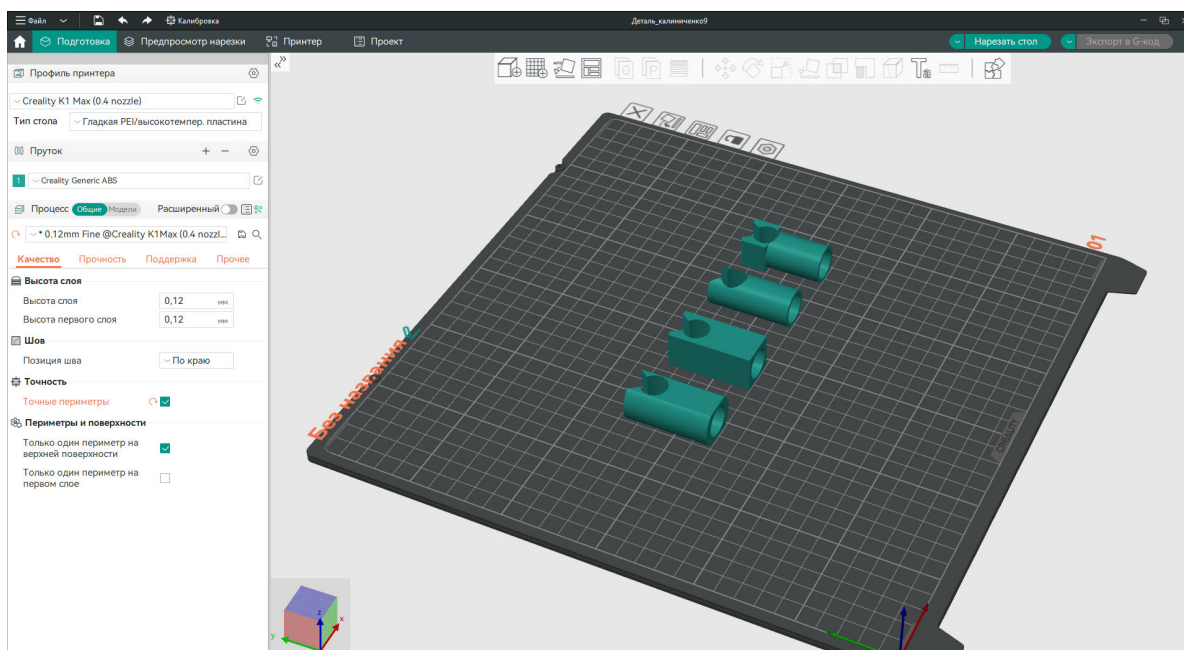 Файл
Калибровка
Деталь_калиниченко9
Подготовка
Предпросмотр нарезки
Принтер
Проект
Нарезать стол
Экспорт в G-код
Профиль принтера
Creality K1 Max (0.4 nozzle)
Тип стола
Гладкая PEI/высокотемпер. пластина
Пруток
1
Creality Generic ABS
Процесс
Общие
Модели
Расширенный
* 0.12mm Fine @Creality K1Max (0.4 nozzl...
Качество
Прочность
Поддержка
Прочее
Высота слоя
Высота слоя
0,12
мм
Высота первого слоя
0,12
мм
Шов
Позиция шва
По краю
Точность
Точные периметры
Периметры и поверхности
Только один периметр на
верхней поверхности
Только один периметр на
первом слое
Без названия
01
CREALITY
z
x
y